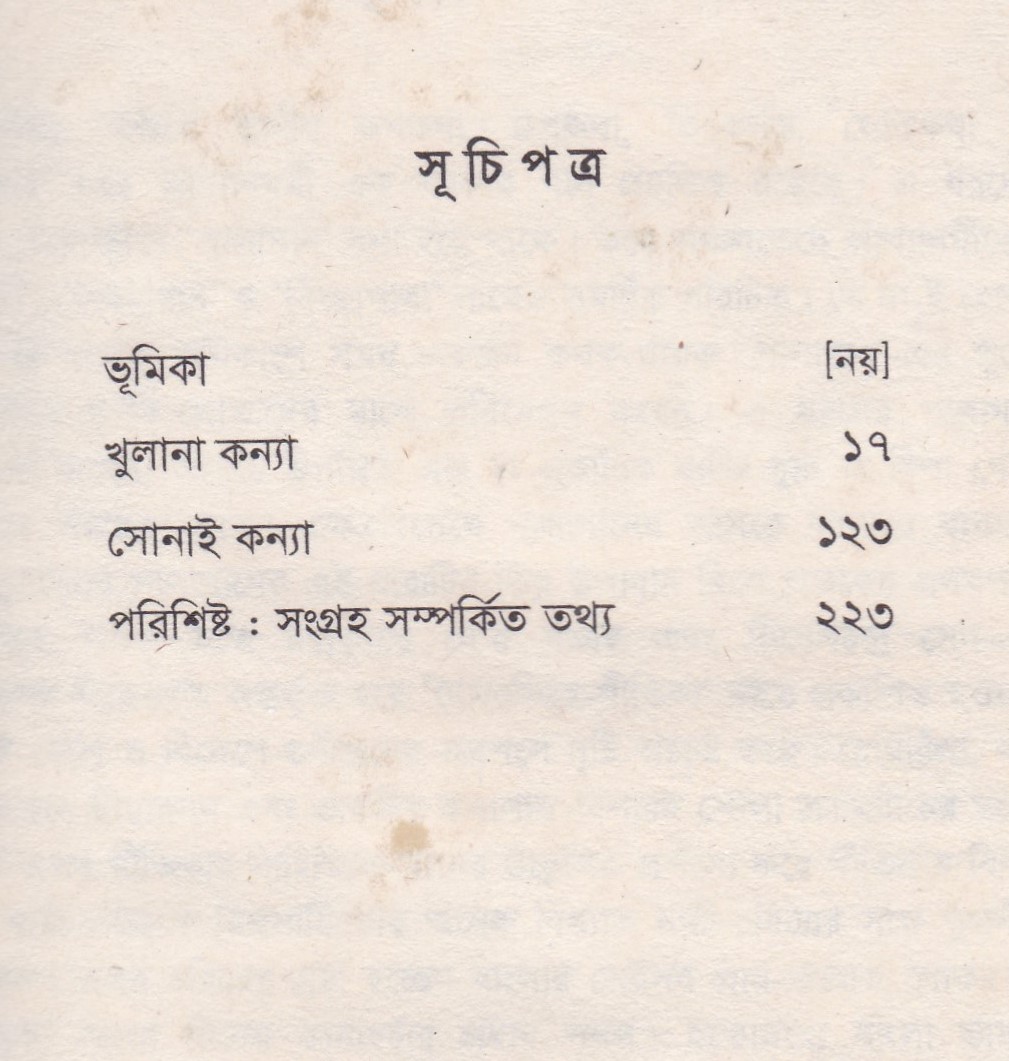 সূচিপত্র
ভূমিকা [নয়]
খুলানা কন্যা ১৭
সোনাই কন্যা ১২৩
পরিশিষ্ট : সংগ্রহ সম্পর্কিত তথ্য ২২৩